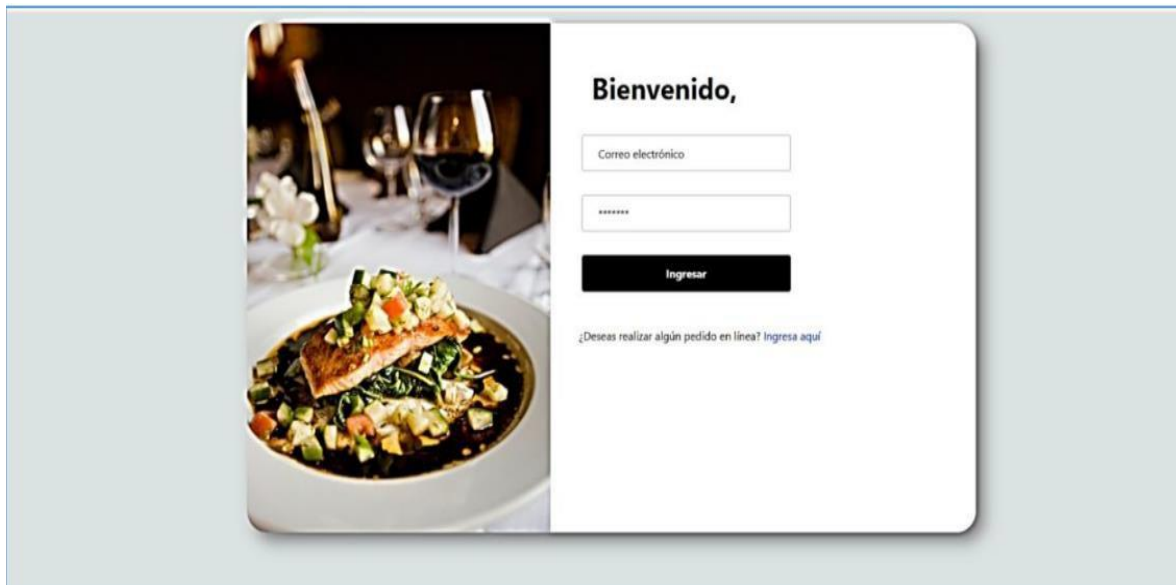 Bienvenido,
Correo electrónico
*******
Ingresar
¿Deseas realizar algún pedido en línea? Ingresa aquí